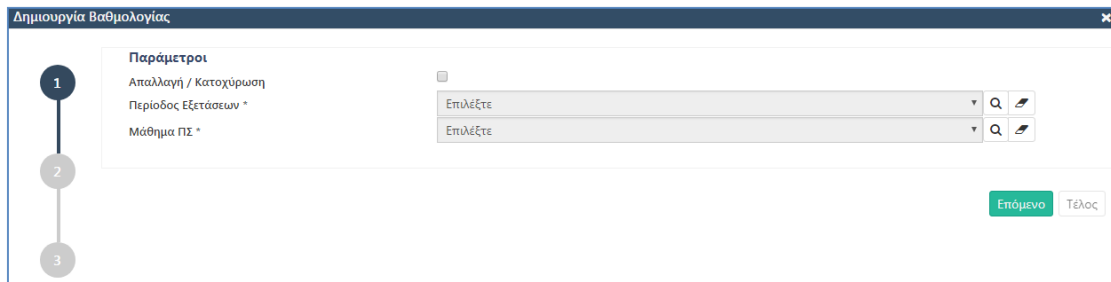 Δημιουργία Βαθμολογίας
Παράμετροι
1
Απαλλαγή / Κατοχύρωση
Περίοδος Εξετάσεων *
Επιλέξτε
Μάθημα ΠΣ *
Επιλέξτε
2
Επόμενο Τέλος
3